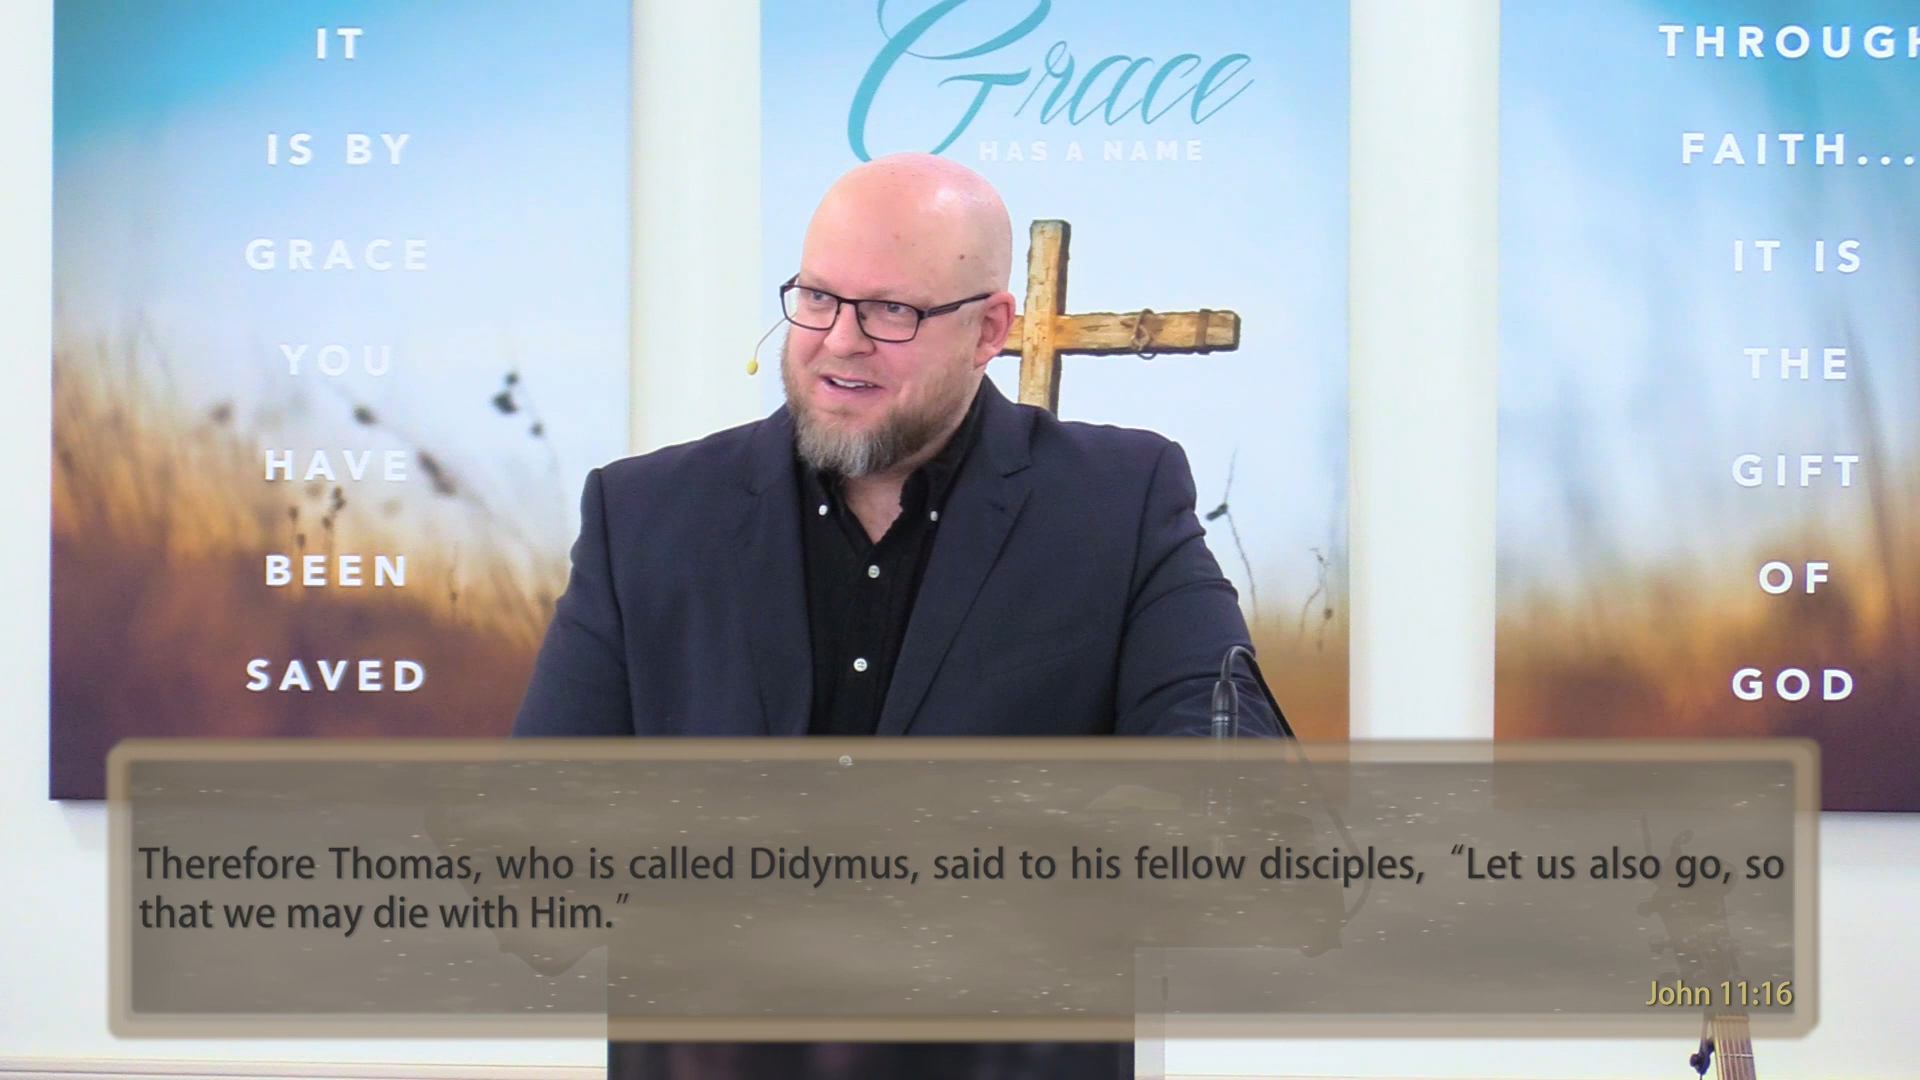 IT
IS BY
GRACE
YOU
HAVE
BEEN
SAVED
Grace
HAS A NAME
THROUGH
FAITH...
IT IS
THE
GIFT
OF
GOD
Therefore Thomas, who is called Didymus, said to his fellow disciples, “Let us also go, so
that we may die with Him.”
John 11:16